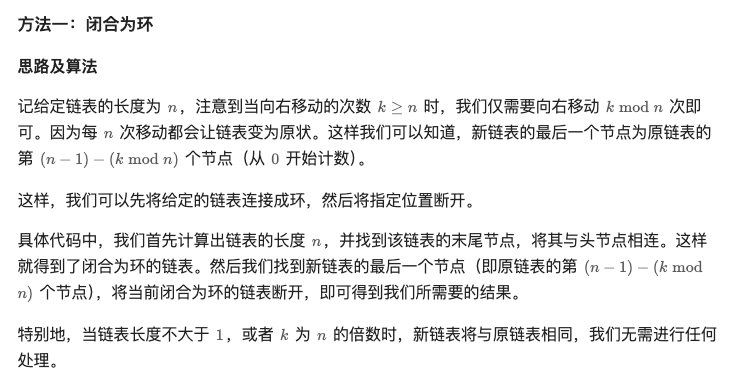 方法一：闭合为环
思路及算法
记给定链表的长度为 n，注意到当向右移动的次数 k ≥ n 时，我们仅需要向右移动 k mod n 次即
可。因为每 n 次移动都会让链表变为原状。这样我们可以知道，新链表的最后一个节点为原链表的
第 (n − 1) − (k mod n) 个节点（从 0 开始计数）。
这样，我们可以先将给定的链表连接成环，然后将指定位置断开。
具体代码中，我们首先计算出链表的长度 n，并找到该链表的末尾节点，将其与头节点相连。这样
就得到了闭合为环的链表。然后我们找到新链表的最后一个节点（即原链表的第 (n − 1) − (k mod
n) 个节点），将当前闭合为环的链表断开，即可得到我们所需要的结果。
特别地，当链表长度不大于 1，或者 k 为 n 的倍数时，新链表将与原链表相同，我们无需进行任何
处理。